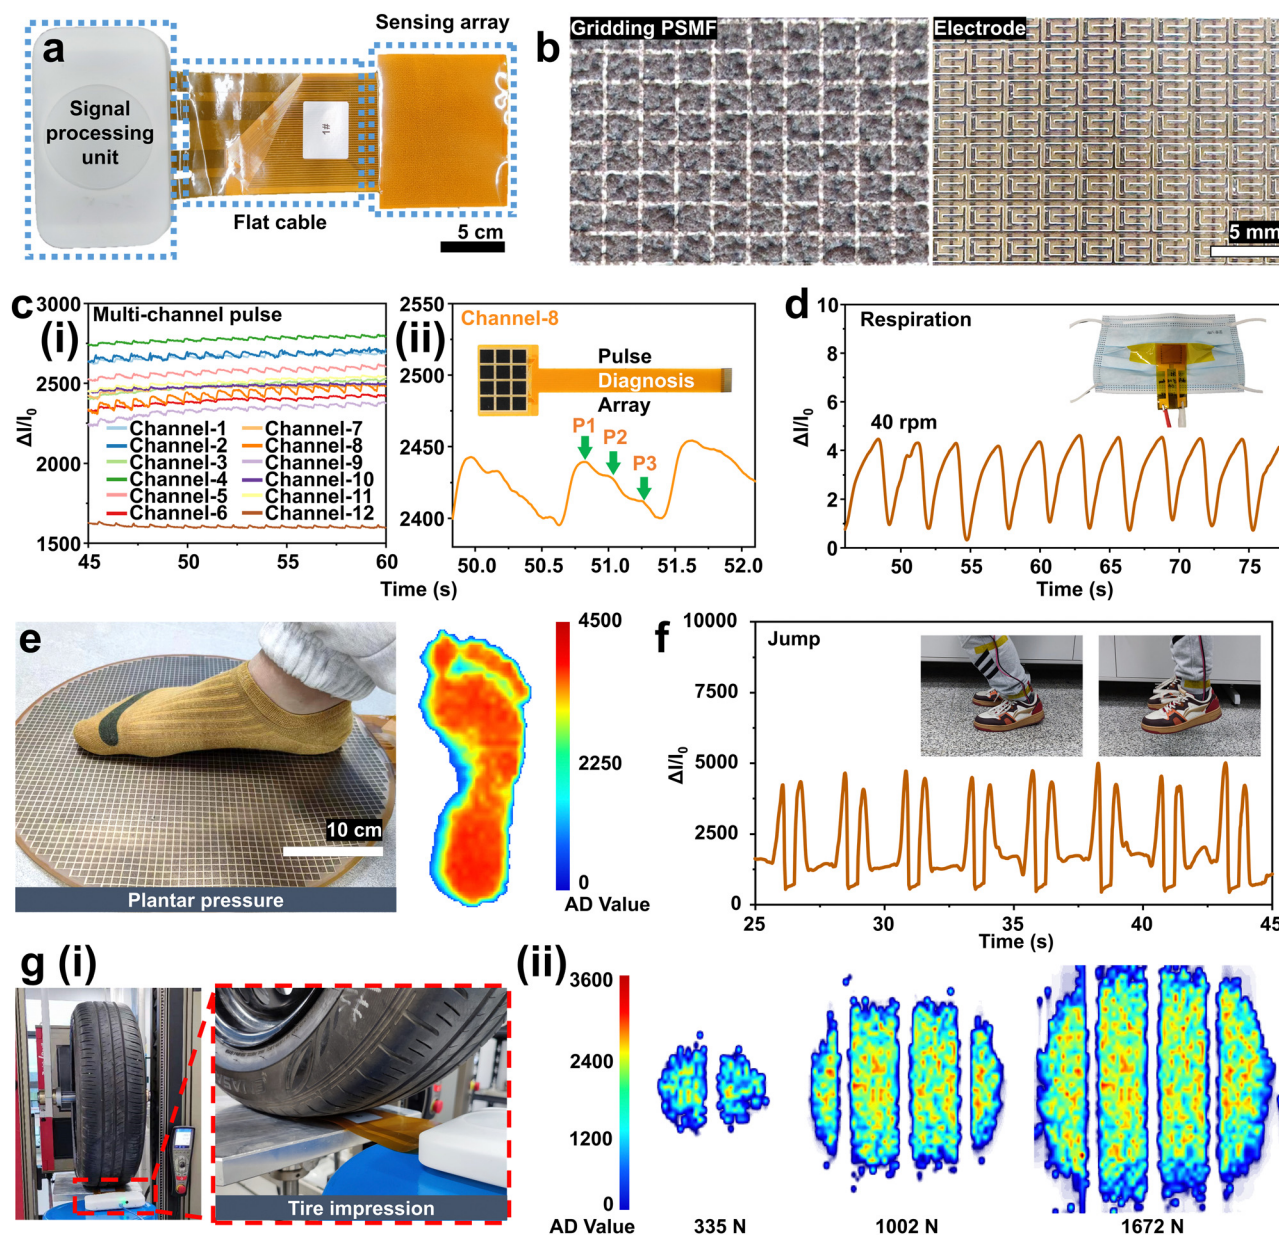 a
Signal
processing
unit
1#
Flat cable
Sensing array
5 cm
b
Gridding PSMF
Electrode
5 mm
c
(i)
Multi-channel pulse
3000
2500
2000
1500
ΔI/I0
Channel-1
Channel-2
Channel-3
Channel-4
Channel-5
Channel-6
Channel-7
Channel-8
Channel-9
Channel-10
Channel-11
Channel-12
45 50 55 60
(ii)
Channel-8
2550
2500
2450
2400
Pulse
Diagnosis
Array
P1
P2
P3
50.0 50.5 51.0 51.5 52.0
Time (s)
d
Respiration
40 rpm
10
8
6
4
2
0
ΔI/I0
50 55 60 65 70 75
Time (s)
e
10 cm
Plantar pressure
4500
2250
0
AD Value
f
Jump
10000
7500
5000
2500
0
ΔI/I0
25 30 35 40 45
Time (s)
g (i)
Tire impression
(ii)
3600
2400
1200
0
AD Value
335 N
1002 N
1672 N